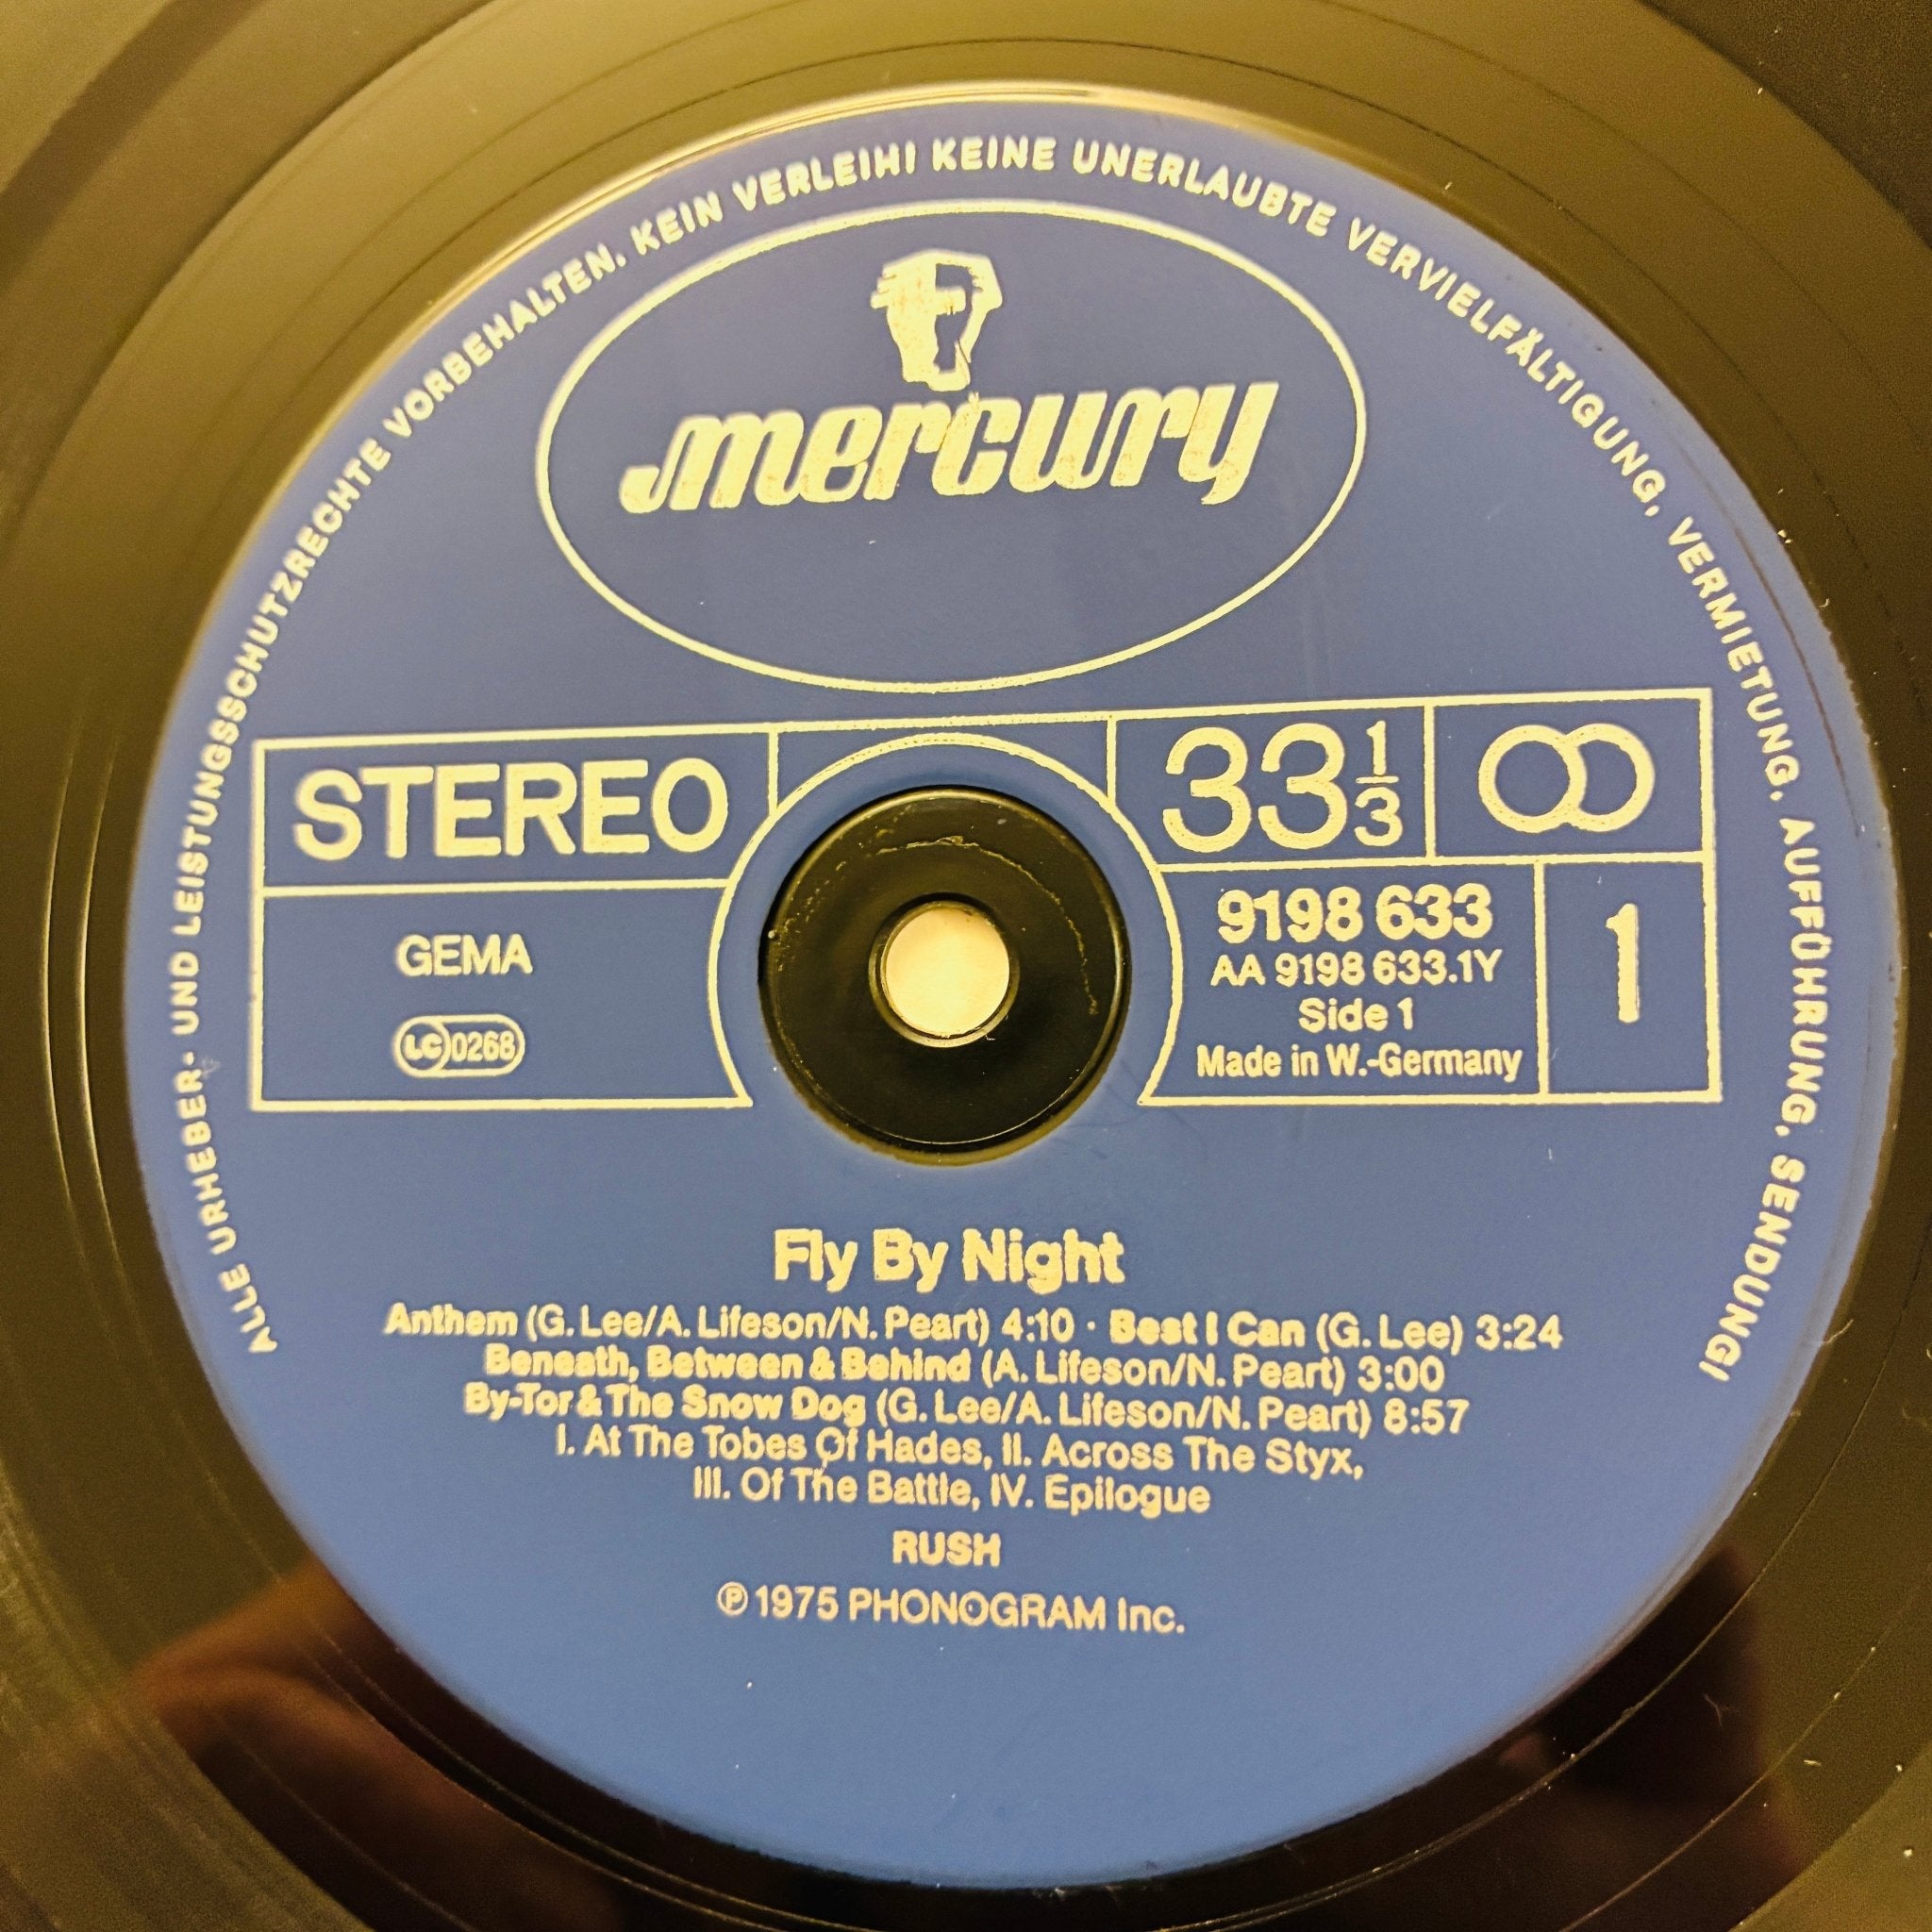 ALLE URHEBER- UND LEISTUNGSSCHUTZRECHTE VORBEHALTEN. KEIN VERLEIH! KEINE UNERLAUBTE VERVIELFÄLTIGUNG, VERMIETUNG, AUFFÜHRUNG, SENDUNG!
mercury
STEREO
33 1/3
GEMA
LC 0268
9198 633
AA 9198 633.1Y
Side 1
Made in W.-Germany
1
Fly By Night
Anthem (G. Lee/A. Lifeson/N. Peart) 4:10 · Best I Can (G. Lee) 3:24
Beneath, Between & Behind (A. Lifeson/N. Peart) 3:00
By-Tor & The Snow Dog (G. Lee/A. Lifeson/N. Peart) 8:57
I. At The Tobes Of Hades, II. Across The Styx,
III. Of The Battle, IV. Epilogue
RUSH
℗ 1975 PHONOGRAM Inc.